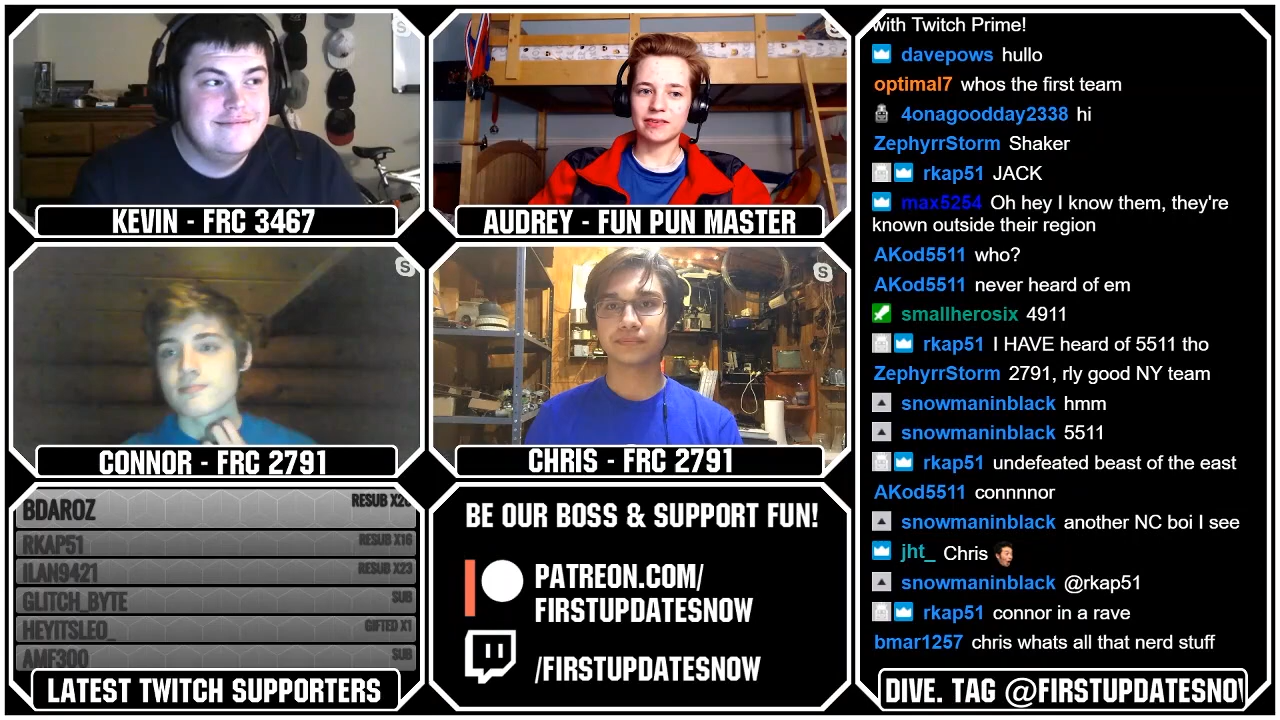 KEVIN - FRC 3467
AUDREY - FUN PUN MASTER
CONNOR - FRC 2791
CHRIS - FRC 2791
BDAROZ RESUB X20
RKAP51 RESUB X16
ILAN9421 RESUB X23
GLITCH_BYTE SUB
HEYITSLEO_ GIFTED X1
AMF300 SUB
LATEST TWITCH SUPPORTERS
BE OUR BOSS & SUPPORT FUN!
PATREON.COM/
FIRSTUPDATESNOW
/FIRSTUPDATESNOW
with Twitch Prime!
davepows hullo
optimal7 whos the first team
4onagoodday2338 hi
ZephyrrStorm Shaker
rkap51 JACK
max5254 Oh hey I know them, they're
known outside their region
AKod5511 who?
AKod5511 never heard of em
smallherosix 4911
rkap51 I HAVE heard of 5511 tho
ZephyrrStorm 2791, rly good NY team
snowmaninblack hmm
snowmaninblack 5511
rkap51 undefeated beast of the east
AKod5511 connnnor
snowmaninblack another NC boi I see
jht_ Chris
snowmaninblack @rkap51
rkap51 connor in a rave
bmar1257 chris whats all that nerd stuff
DIVE. TAG @FIRSTUPDATESNO